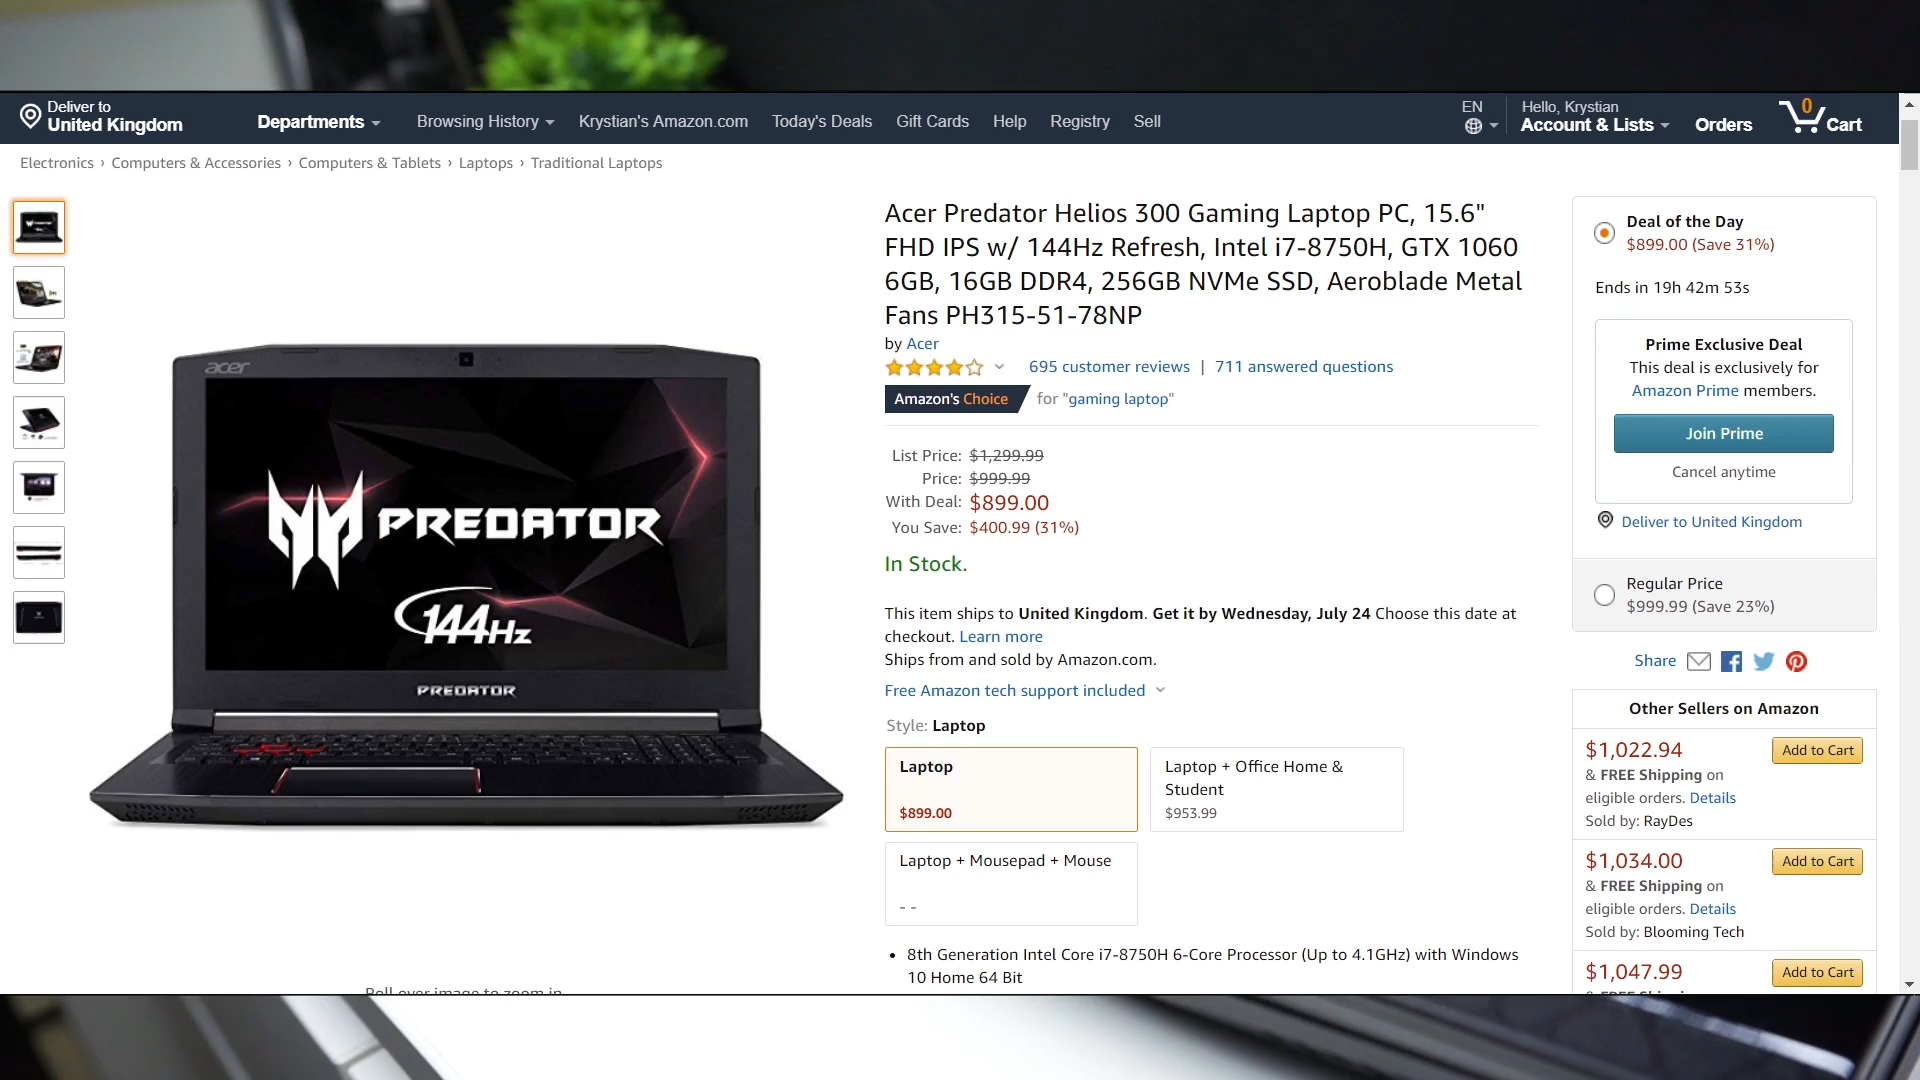 Deliver to
United Kingdom
Departments
Browsing History
Krystian's Amazon.com
Today's Deals
Gift Cards
Help
Registry
Sell
EN
Hello, Krystian
Account & Lists
Orders
0
Cart
Electronics › Computers & Accessories › Computers & Tablets › Laptops › Traditional Laptops
acer
PREDATOR
144Hz
PREDATOR
Roll over image to zoom in
Acer Predator Helios 300 Gaming Laptop PC, 15.6"
FHD IPS w/ 144Hz Refresh, Intel i7-8750H, GTX 1060
6GB, 16GB DDR4, 256GB NVMe SSD, Aeroblade Metal
Fans PH315-51-78NP
by Acer
695 customer reviews | 711 answered questions
Amazon's Choice for "gaming laptop"
List Price: $1,299.99
Price: $999.99
With Deal: $899.00
You Save: $400.99 (31%)
In Stock.
This item ships to United Kingdom. Get it by Wednesday, July 24 Choose this date at
checkout. Learn more
Ships from and sold by Amazon.com.
Free Amazon tech support included
Style: Laptop
Laptop
$899.00
Laptop + Office Home &
Student
$953.99
Laptop + Mousepad + Mouse
- -
• 8th Generation Intel Core i7-8750H 6-Core Processor (Up to 4.1GHz) with Windows
10 Home 64 Bit
Deal of the Day
$899.00 (Save 31%)
Ends in 19h 42m 53s
Prime Exclusive Deal
This deal is exclusively for
Amazon Prime members.
Join Prime
Cancel anytime
Deliver to United Kingdom
Regular Price
$999.99 (Save 23%)
Share
Other Sellers on Amazon
$1,022.94
Add to Cart
& FREE Shipping on
eligible orders. Details
Sold by: RayDes
$1,034.00
Add to Cart
& FREE Shipping on
eligible orders. Details
Sold by: Blooming Tech
$1,047.99
Add to Cart
& FREE Shipping